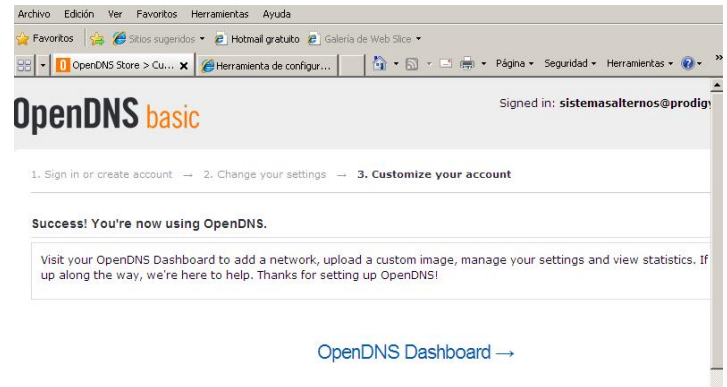 Archivo Edición Ver Favoritos Herramientas Ayuda
Favoritos Sitios sugeridos Hotmail gratuito Galería de Web Slice
OpenDNS Store > Cu... Herramienta de configur... Página Seguridad Herramientas »
OpenDNS basic
Signed in: sistemasalternos@prodigy
1. Sign in or create account → 2. Change your settings → 3. Customize your account
Success! You're now using OpenDNS.
Visit your OpenDNS Dashboard to add a network, upload a custom image, manage your settings and view statistics. If
up along the way, we're here to help. Thanks for setting up OpenDNS!
OpenDNS Dashboard →